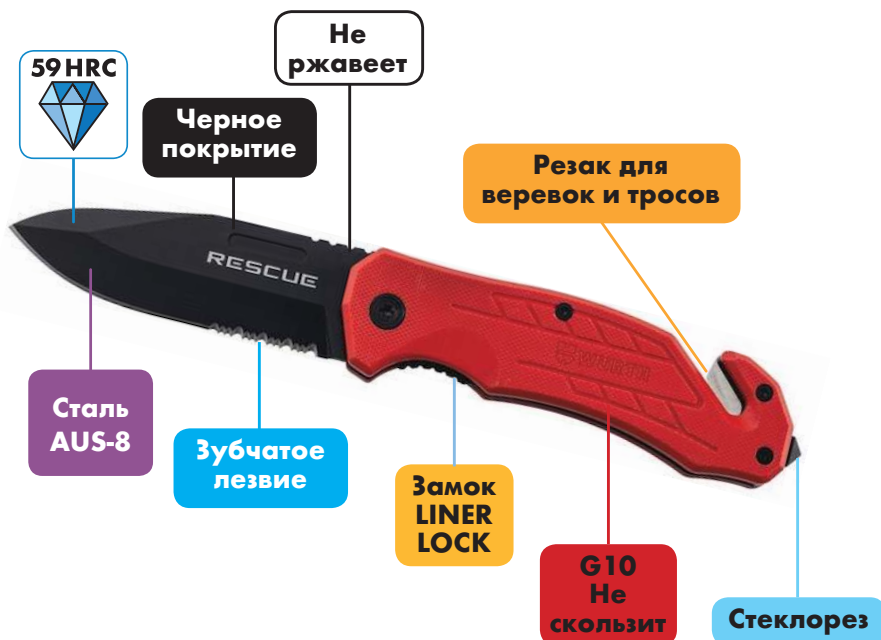 Не
ржавеет
59 HRC
Черное
покрытие
Резак для
веревок и тросов
RESCUE
WÜRTH
Сталь
AUS-8
Зубчатое
лезвие
Замок
LINER
LOCK
G10
Не
скользит
Стеклорез